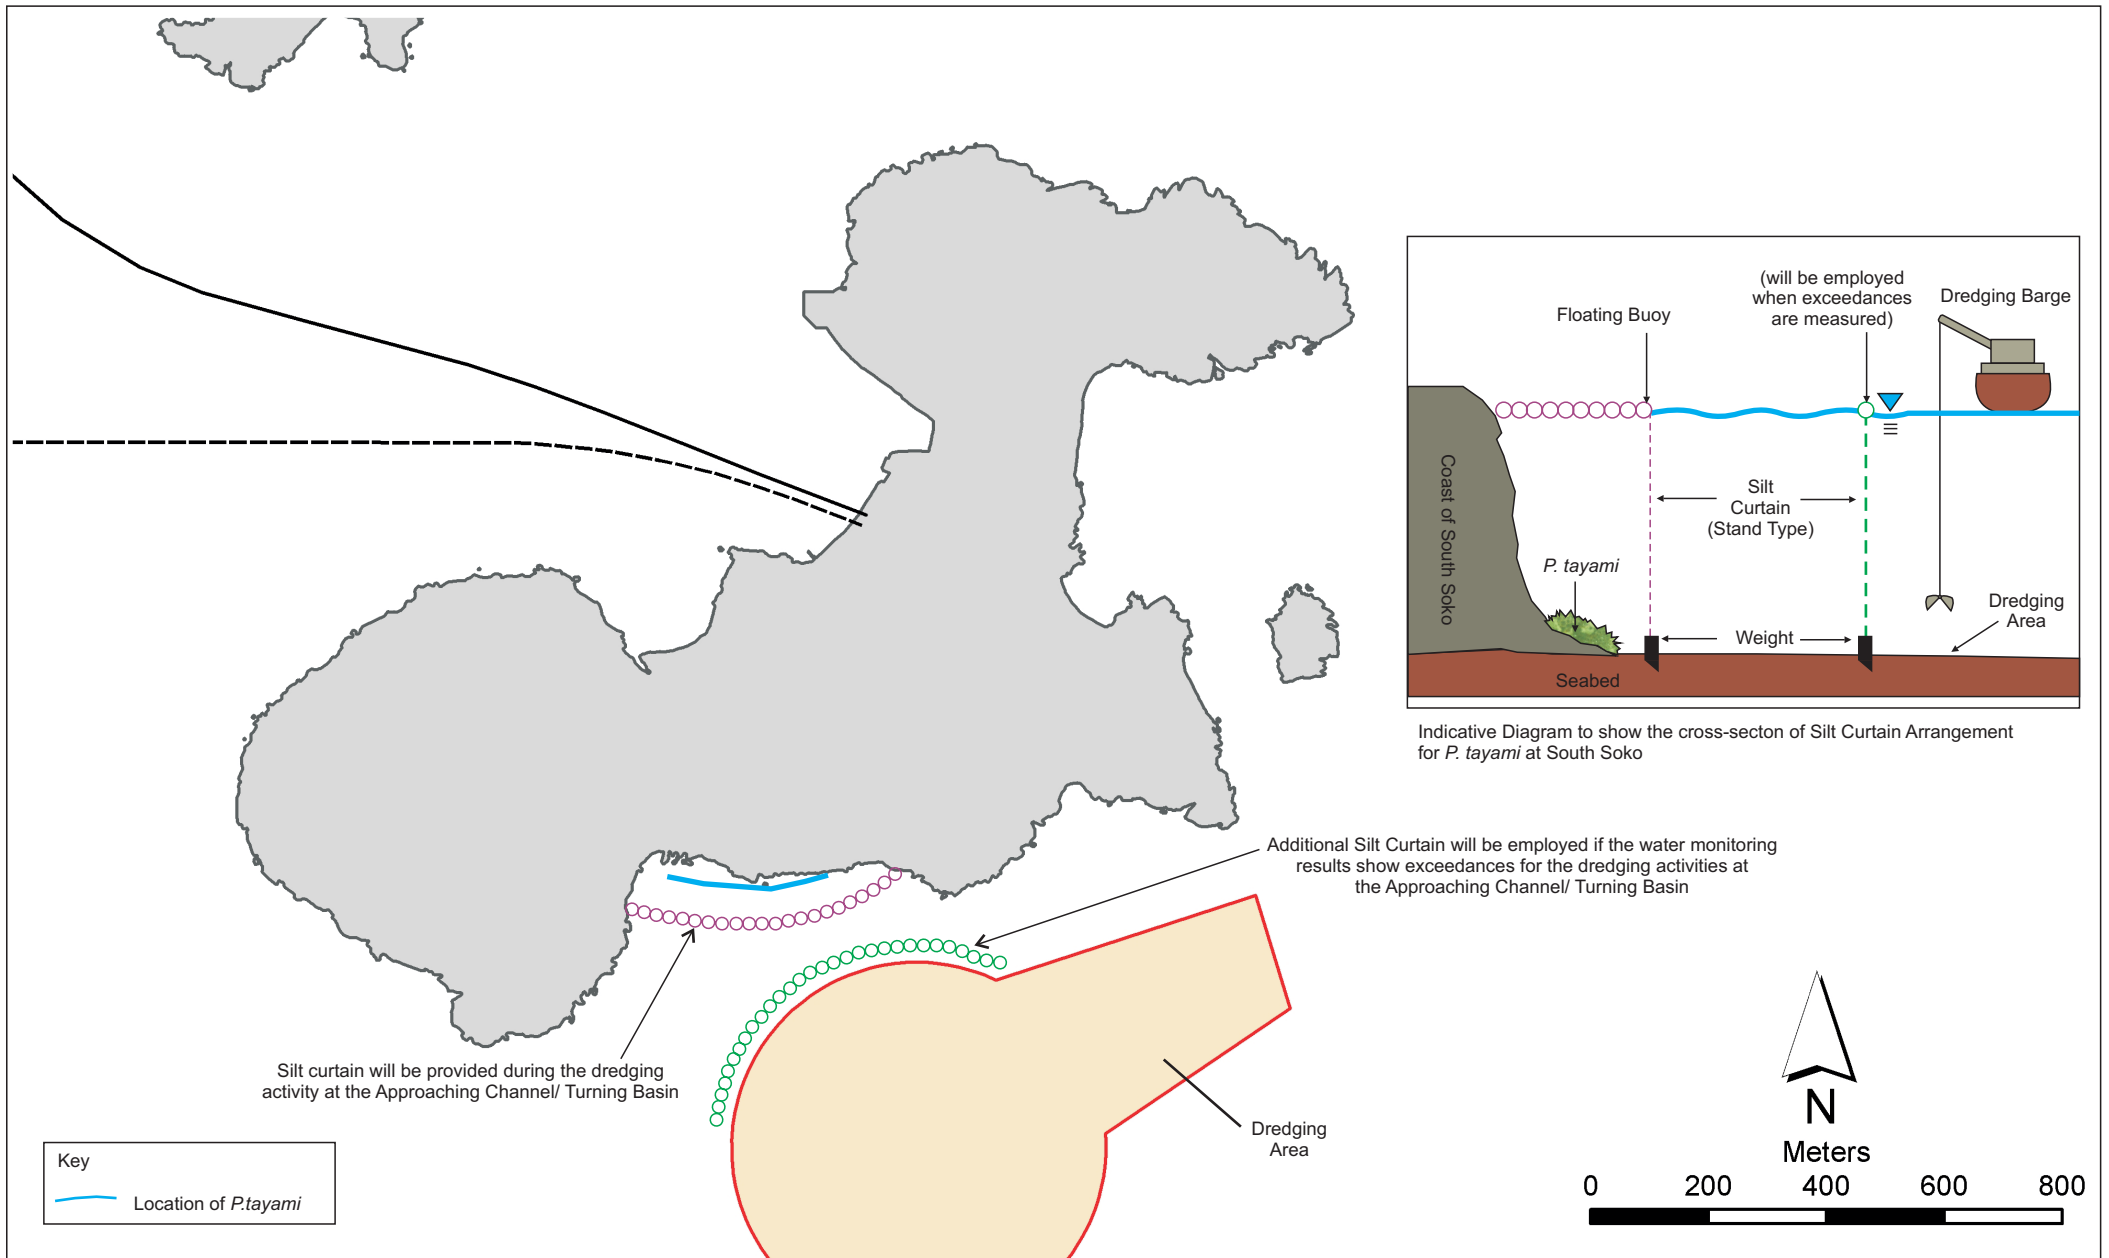 (will be employed
when exceedances
are measured)
Dredging Barge
Floating Buoy
Coast of South Soko
Silt
Curtain
(Stand Type)
P. tayami
Dredging
Area
Weight
Seabed
Indicative Diagram to show the cross-secton of Silt Curtain Arrangement
for P. tayami at South Soko
Additional Silt Curtain will be employed if the water monitoring
results show exceedances for the dredging activities at
the Approaching Channel/ Turning Basin
Silt curtain will be provided during the dredging
activity at the Approaching Channel/ Turning Basin
Dredging
Area
Key
Location of P.tayami
N
Meters
0 200 400 600 800